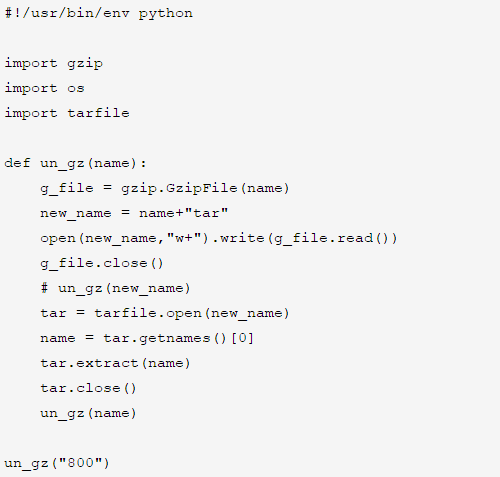 #!/usr/bin/env python
import gzip
import os
import tarfile
def un_gz(name):
    g_file = gzip.GzipFile(name)
    new_name = name+"tar"
    open(new_name,"w+").write(g_file.read())
    g_file.close()
    # un_gz(new_name)
    tar = tarfile.open(new_name)
    name = tar.getnames()[0]
    tar.extract(name)
    tar.close()
    un_gz(name)
un_gz("800")